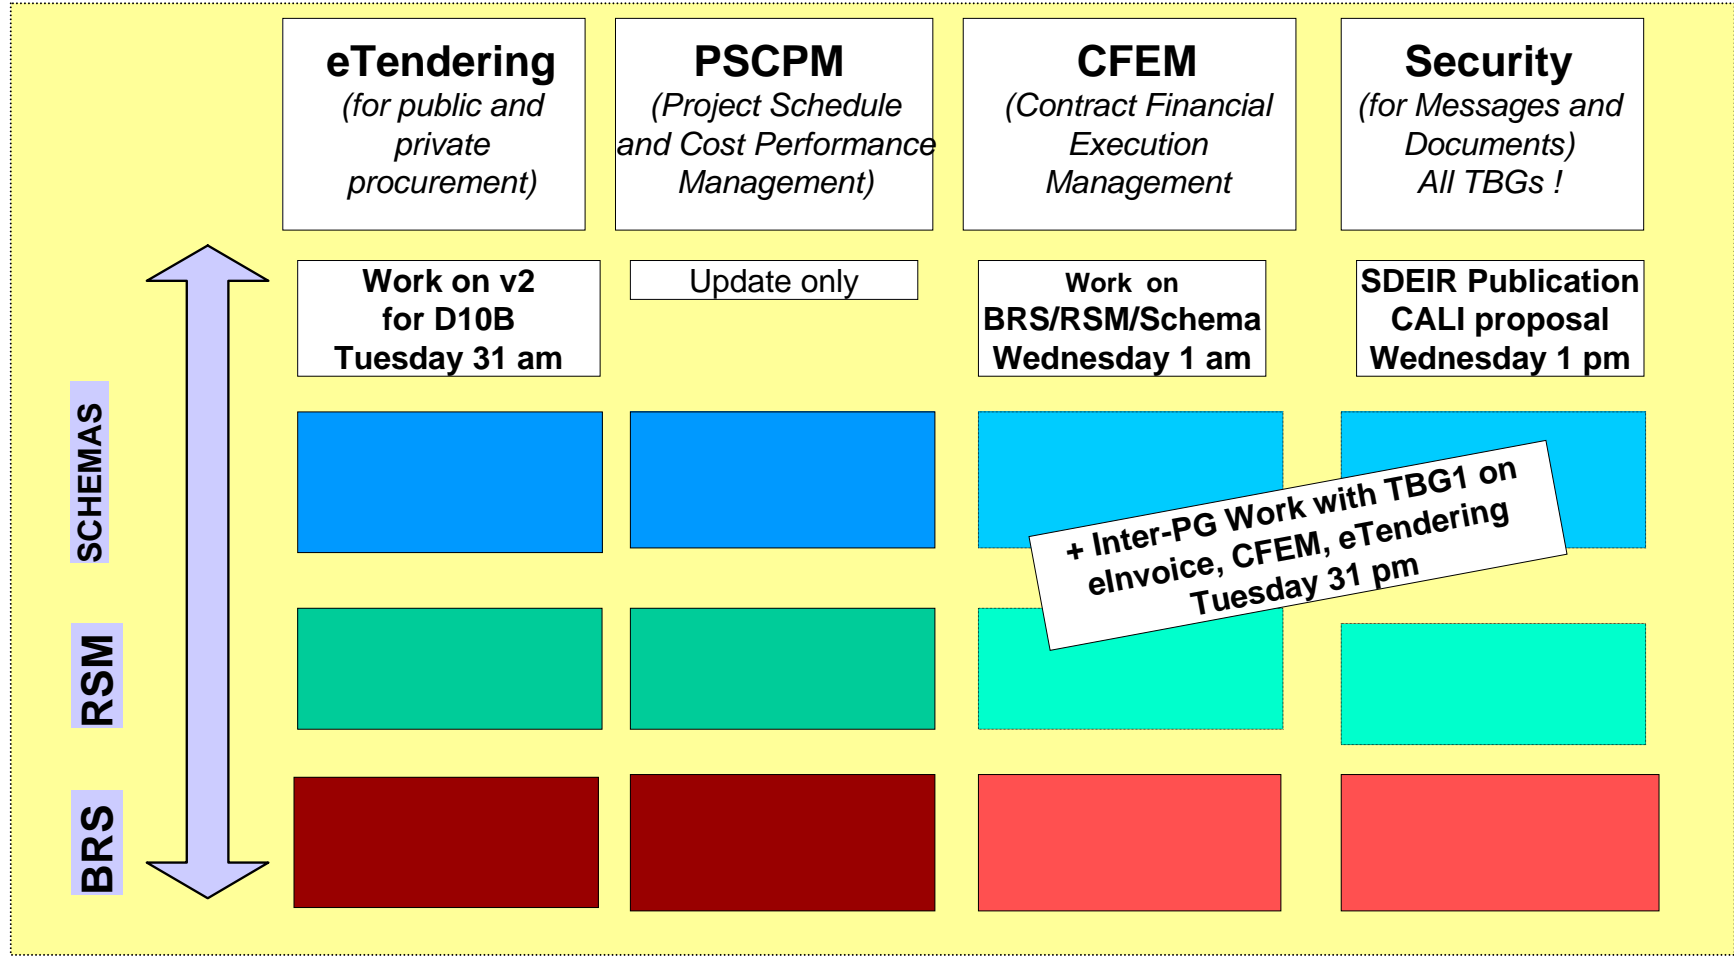 eTendering
(for public and
private
procurement)
PSCPM
(Project Schedule
and Cost Performance
Management)
CFEM
(Contract Financial
Execution
Management
Security
(for Messages and
Documents)
All TBGs !
Work on v2
for D10B
Tuesday 31 am
Update only
Work on
BRS/RSM/Schema
Wednesday 1 am
SDEIR Publication
CALI proposal
Wednesday 1 pm
SCHEMAS
+ Inter-PG Work with TBG1 on
eInvoice, CFEM, eTendering
Tuesday 31 pm
RSM
BRS